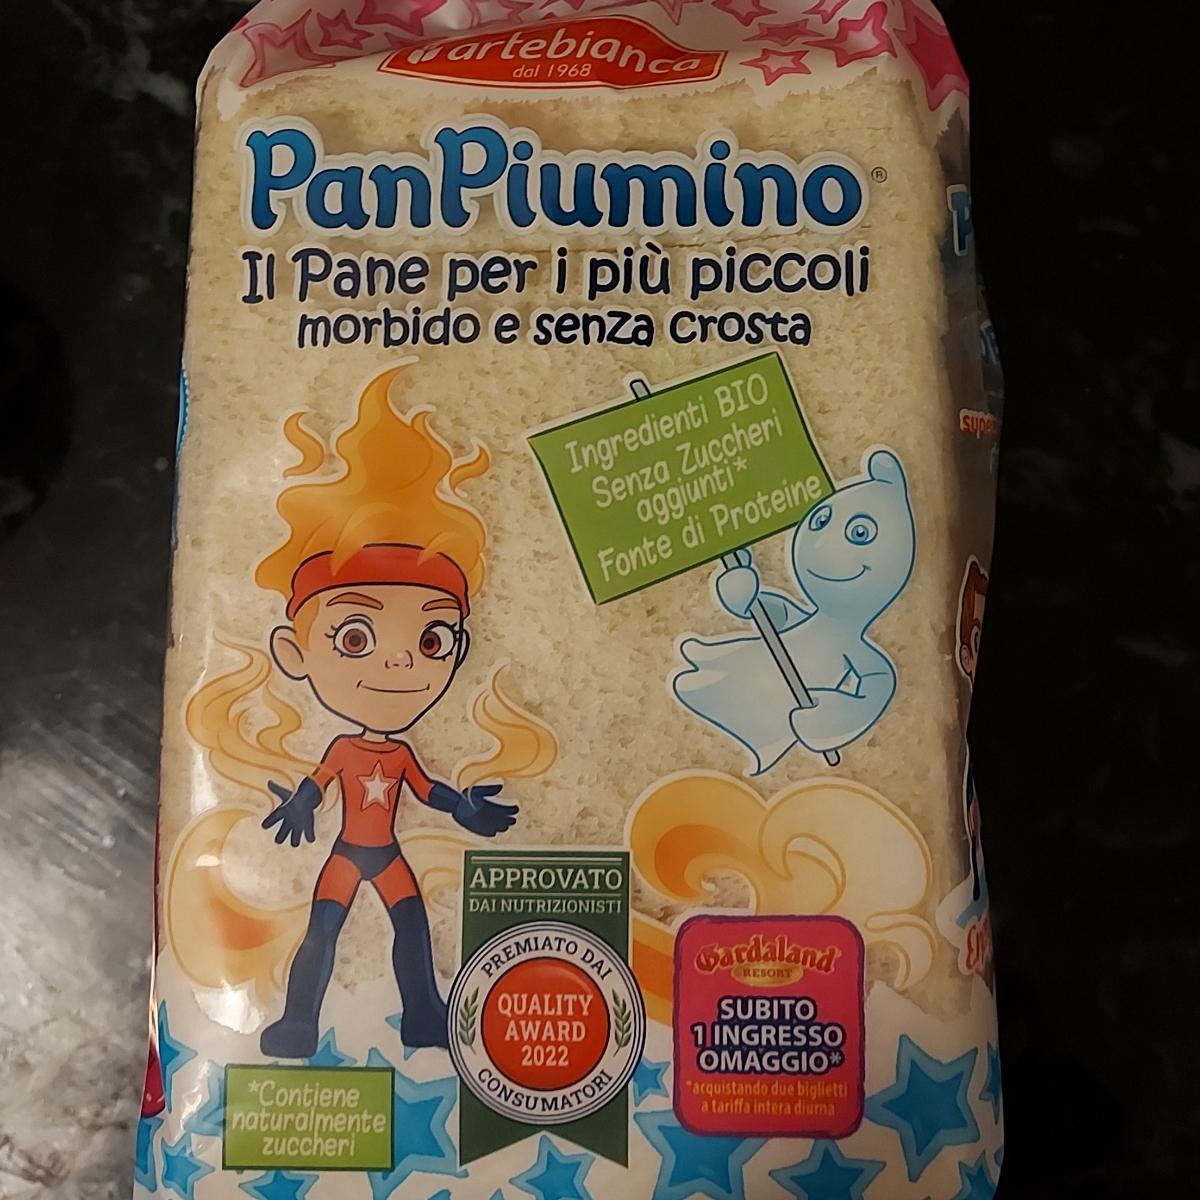 artebianca
dal 1968
PanPiumino®
Il Pane per i più piccoli
morbido e senza crosta
Ingredienti BIO
Senza Zuccheri
aggiunti*
Fonte di Proteine
APPROVATO
DAI NUTRIZIONISTI
PREMIATO DAI
QUALITY
AWARD
2022
CONSUMATORI
Gardaland
RESORT
SUBITO
1 INGRESSO
OMAGGIO*
*acquistando due biglietti
a tariffa intera diurna
*Contiene
naturalmente
zuccheri